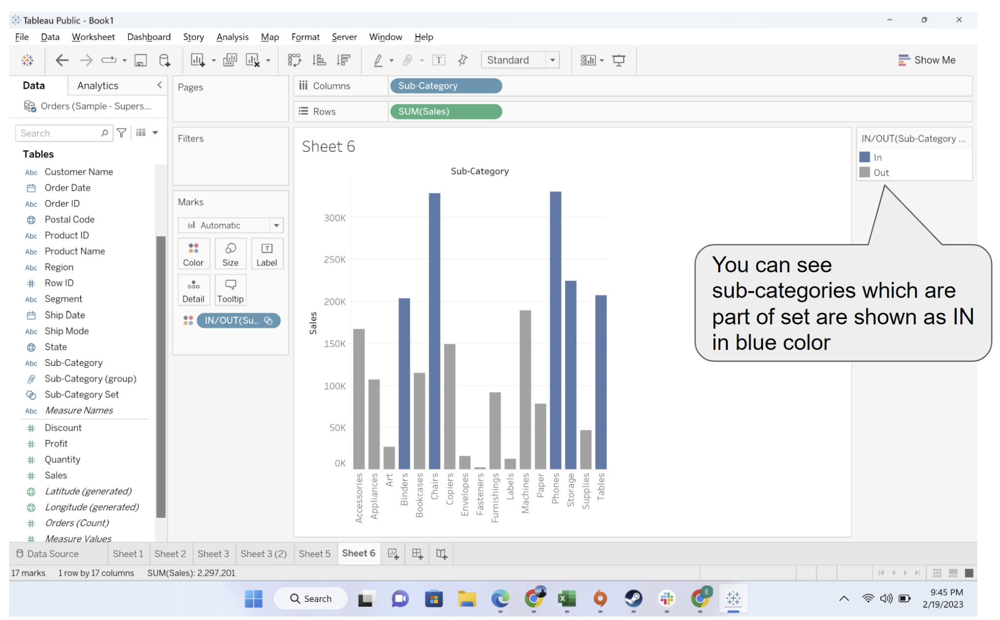 Tableau Public - Book1
File Data Worksheet Dashboard Story Analysis Map Format Server Window Help
Standard
Show Me
Data Analytics
Orders (Sample - Supers...
Search
Tables
Abc Customer Name
Order Date
Abc Order ID
Postal Code
Abc Product ID
Abc Product Name
Abc Region
# Row ID
Abc Segment
Ship Date
Abc Ship Mode
State
Abc Sub-Category
Sub-Category (group)
Sub-Category Set
Abc Measure Names
# Discount
# Profit
# Quantity
# Sales
Latitude (generated)
Longitude (generated)
# Orders (Count)
# Measure Values
Pages
Filters
Marks
Automatic
Color Size Label
Detail Tooltip
IN/OUT(Su..
Columns Sub-Category
Rows SUM(Sales)
Sheet 6
Sub-Category
Sales
300K
250K
200K
150K
100K
50K
0K
Accessories
Appliances
Art
Binders
Bookcases
Chairs
Copiers
Envelopes
Fasteners
Furnishings
Labels
Machines
Paper
Phones
Storage
Supplies
Tables
IN/OUT(Sub-Category ...
In
Out
You can see
sub-categories which are
part of set are shown as IN
in blue color
Data Source Sheet 1 Sheet 2 Sheet 3 Sheet 3 (2) Sheet 5 Sheet 6
17 marks 1 row by 17 columns SUM(Sales): 2,297,201
Search
9:45 PM
2/19/2023